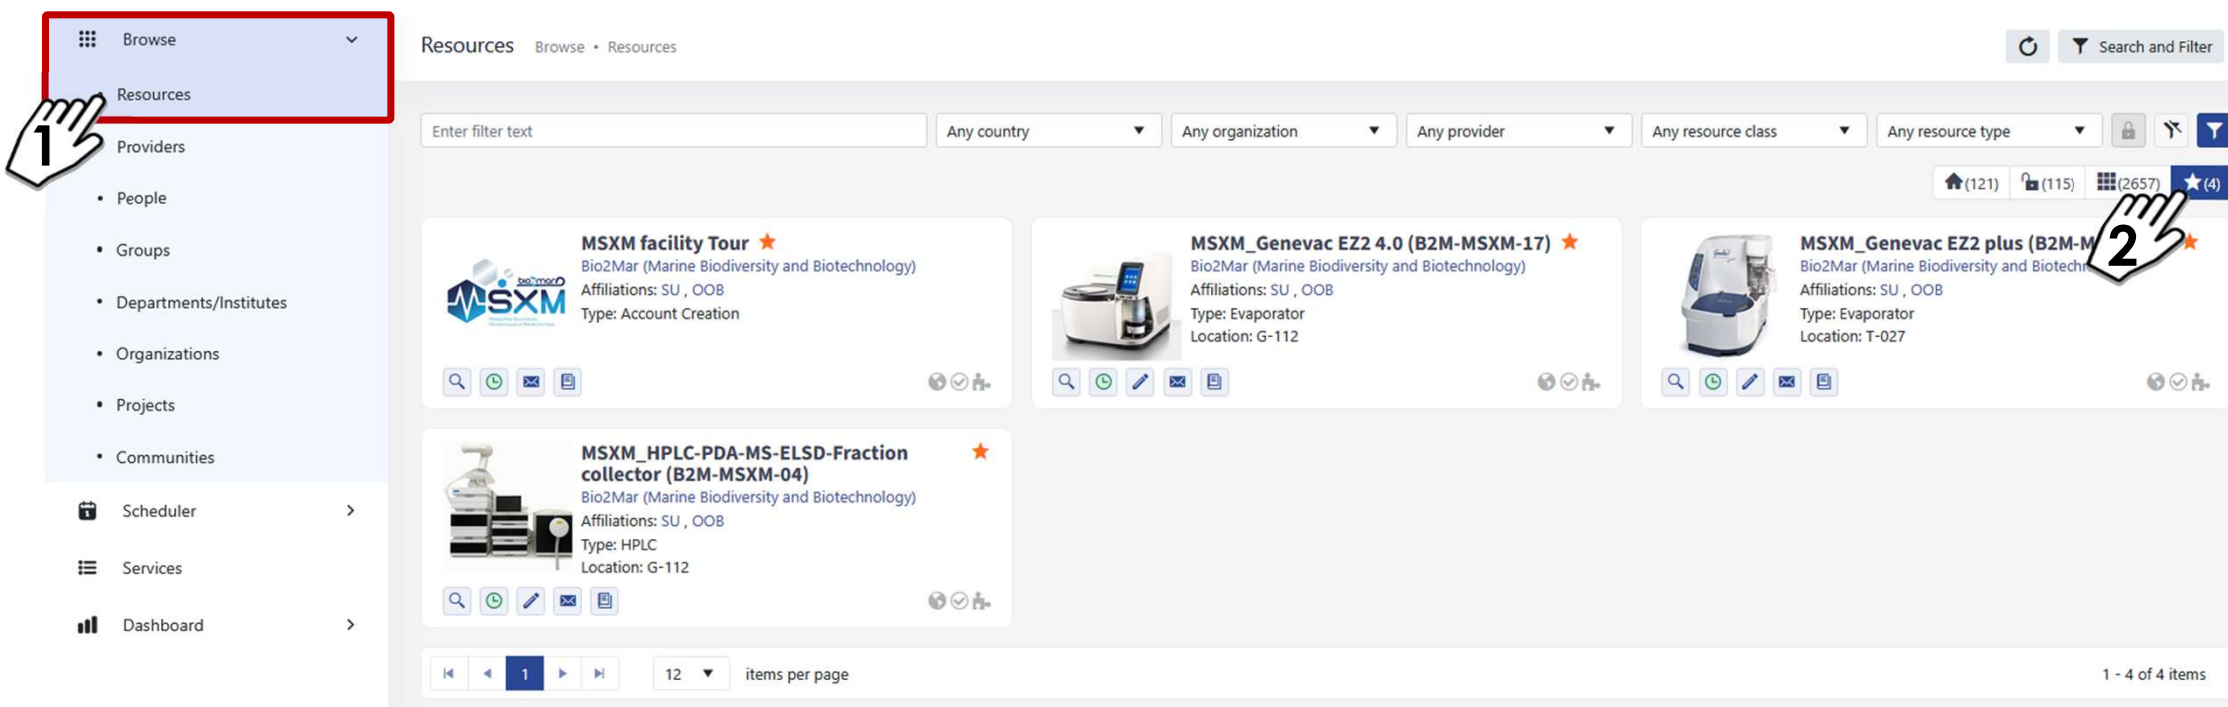 Browse
Resources
1
Providers
People
Groups
Departments/Institutes
Organizations
Projects
Communities
Scheduler
Services
Dashboard
Resources Browse • Resources
Search and Filter
Enter filter text
Any country
Any organization
Any provider
Any resource class
Any resource type
(121)
(115)
(2657)
(4)
2
bio2mar
MSXM
MSXM facility Tour
Bio2Mar (Marine Biodiversity and Biotechnology)
Affiliations: SU , OOB
Type: Account Creation
MSXM_Genevac EZ2 4.0 (B2M-MSXM-17)
Bio2Mar (Marine Biodiversity and Biotechnology)
Affiliations: SU , OOB
Type: Evaporator
Location: G-112
MSXM_Genevac EZ2 plus (B2M-M
Bio2Mar (Marine Biodiversity and Biotechn
Affiliations: SU , OOB
Type: Evaporator
Location: T-027
MSXM_HPLC-PDA-MS-ELSD-Fraction
collector (B2M-MSXM-04)
Bio2Mar (Marine Biodiversity and Biotechnology)
Affiliations: SU , OOB
Type: HPLC
Location: G-112
1
12
items per page
1 - 4 of 4 items